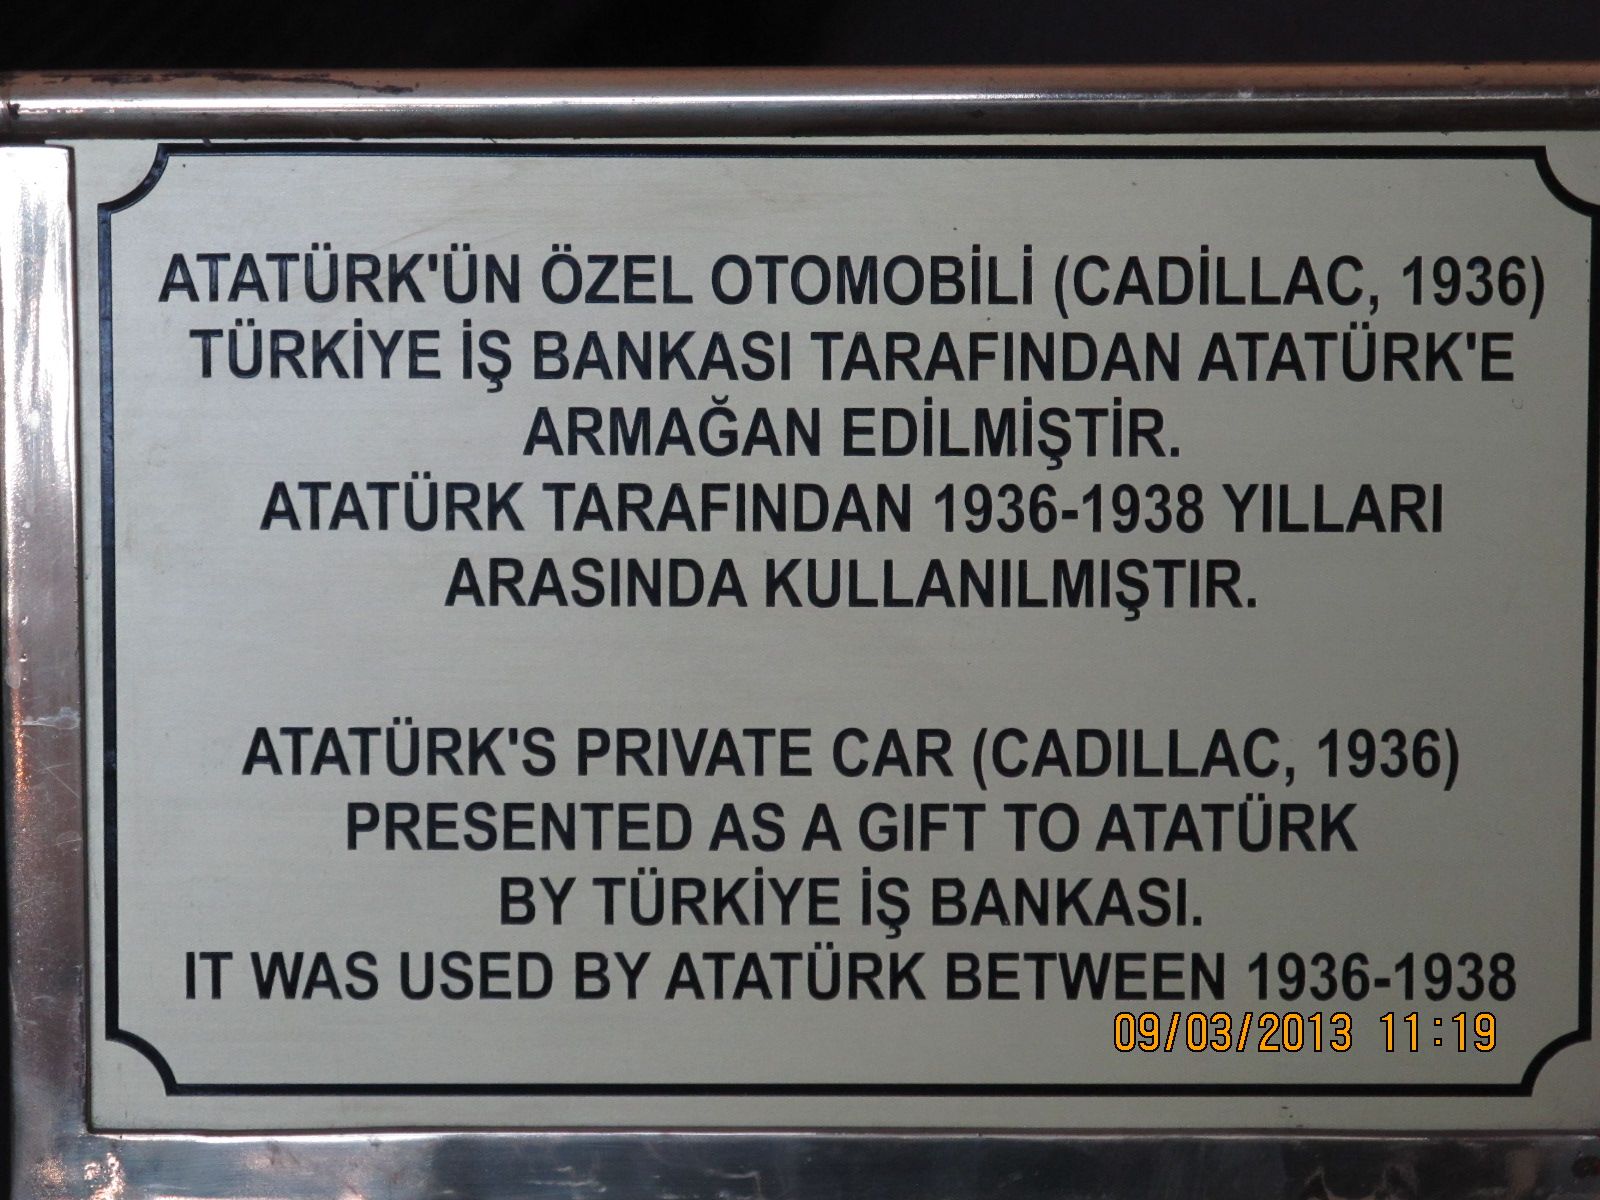 ATATÜRK'ÜN ÖZEL OTOMOBİLİ (CADİLLAC, 1936)
TÜRKİYE İŞ BANKASI TARAFINDAN ATATÜRK'E
ARMAĞAN EDİLMİŞTİR.
ATATÜRK TARAFINDAN 1936-1938 YILLARI
ARASINDA KULLANILMIŞTIR.
ATATÜRK'S PRIVATE CAR (CADILLAC, 1936)
PRESENTED AS A GIFT TO ATATÜRK
BY TÜRKİYE İŞ BANKASI.
IT WAS USED BY ATATÜRK BETWEEN 1936-1938
09/03/2013 11:19